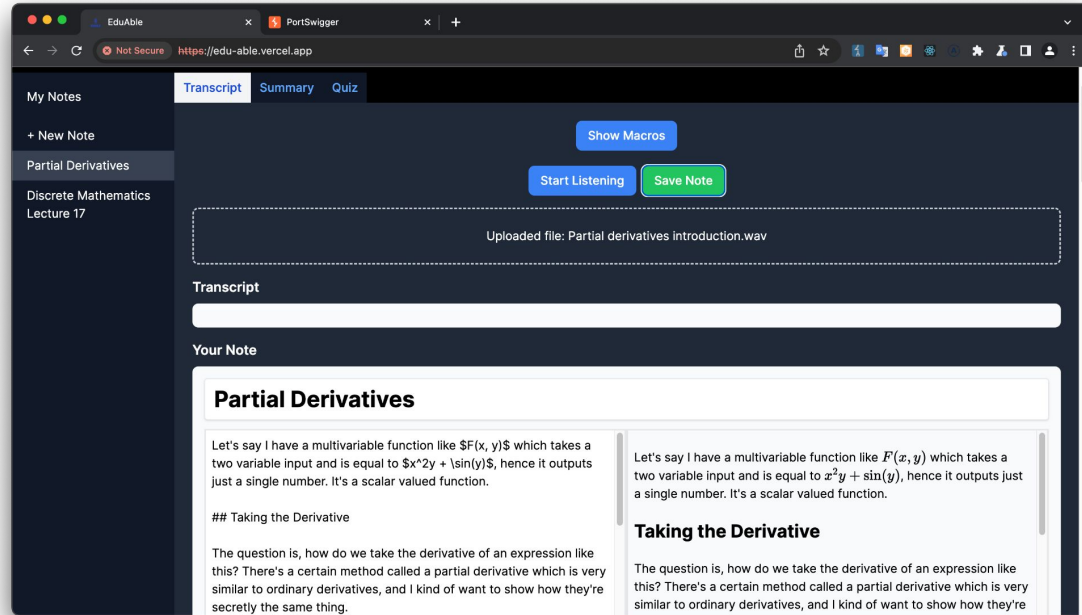 EduAble
PortSwigger
Not Secure https://edu-able.vercel.app
My Notes
+ New Note
Partial Derivatives
Discrete Mathematics
Lecture 17
Transcript Summary Quiz
Show Macros
Start Listening Save Note
Uploaded file: Partial derivatives introduction.wav
Transcript
Your Note
Partial Derivatives
Let's say I have a multivariable function like $F(x, y)$ which takes a
two variable input and is equal to $x^2y + \sin(y)$, hence it outputs
just a single number. It's a scalar valued function.
## Taking the Derivative
The question is, how do we take the derivative of an expression like
this? There's a certain method called a partial derivative which is very
similar to ordinary derivatives, and I kind of want to show how they're
secretly the same thing.
Let's say I have a multivariable function like F(x, y) which takes a
two variable input and is equal to x²y + sin(y), hence it outputs just
a single number. It's a scalar valued function.
Taking the Derivative
The question is, how do we take the derivative of an expression like
this? There's a certain method called a partial derivative which is very
similar to ordinary derivatives, and I kind of want to show how they're